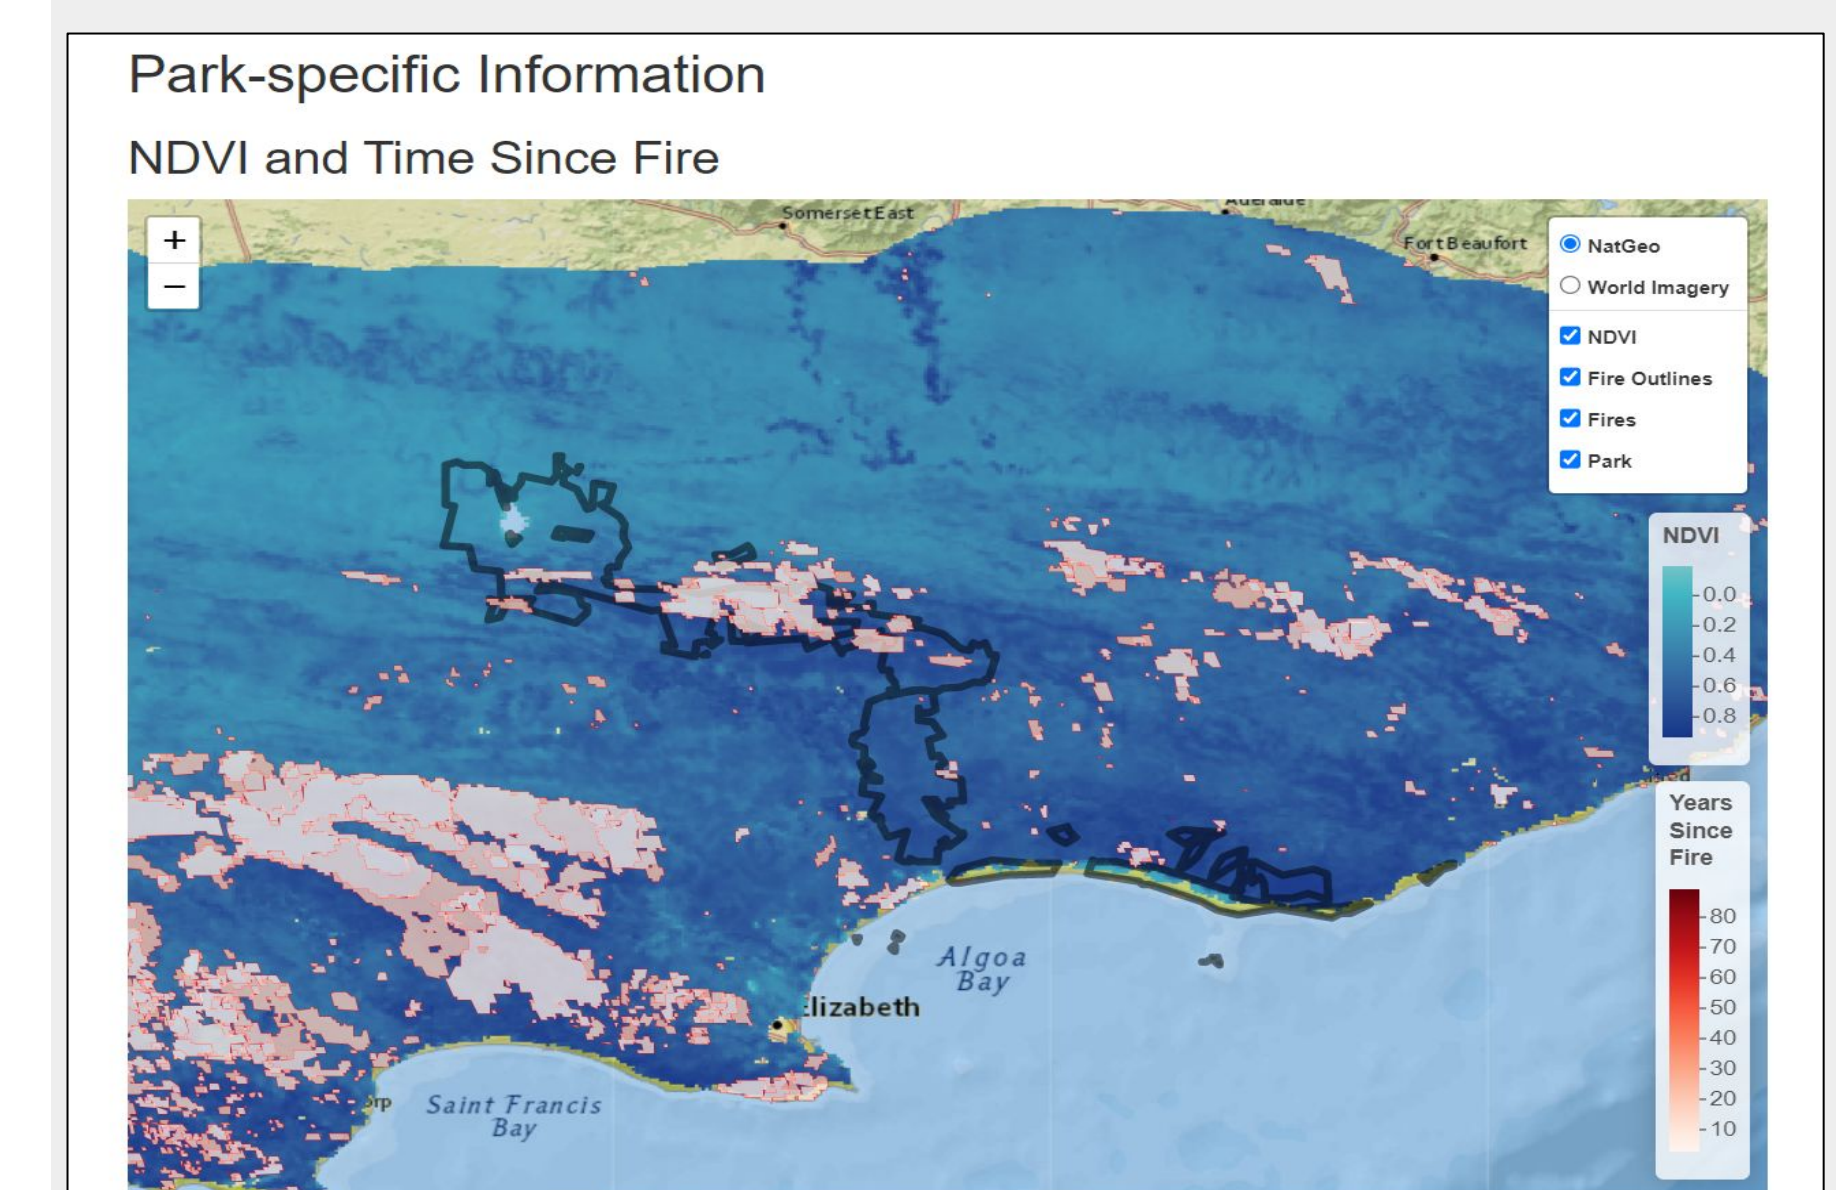 Park-specific Information
NDVI and Time Since Fire
Somerset East
Adelaide
Fort Beaufort
+
−
NatGeo
World Imagery
NDVI
Fire Outlines
Fires
Park
NDVI
0.0
0.2
0.4
0.6
0.8
Years
Since
Fire
80
70
60
50
40
30
20
10
Algoa
Bay
Elizabeth
Saint Francis
Bay